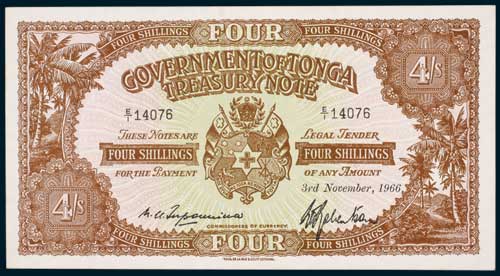 FOUR
FOUR SHILLINGS FOUR SHILLINGS
GOVERNMENT OF TONGA
TREASURY NOTE
4/s 4/s
E/1 14076 E/1 14076
THESE NOTES ARE LEGAL TENDER
FOUR SHILLINGS FOUR SHILLINGS
FOR THE PAYMENT OF ANY AMOUNT
3rd November, 1966.
4/s 4/s
COMMISSIONERS OF CURRENCY.
FOUR SHILLINGS FOUR SHILLINGS
FOUR